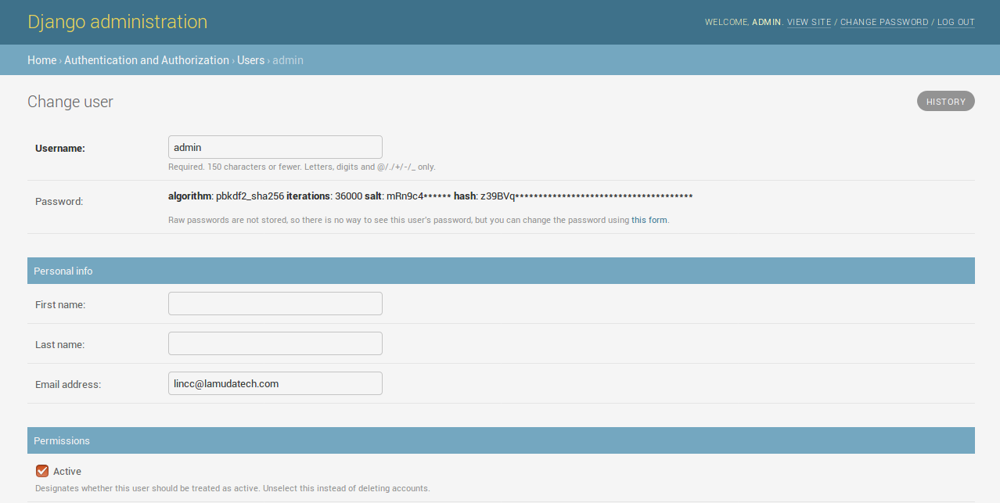 Django administration
WELCOME, ADMIN. VIEW SITE / CHANGE PASSWORD / LOG OUT
Home › Authentication and Authorization › Users › admin
Change user
HISTORY
Username:
admin
Required. 150 characters or fewer. Letters, digits and @/./+/-/_ only.
Password:
algorithm: pbkdf2_sha256 iterations: 36000 salt: mRn9c4****** hash: z39BVq**************************************
Raw passwords are not stored, so there is no way to see this user's password, but you can change the password using this form.
Personal info
First name:
Last name:
Email address:
lincc@lamudatech.com
Permissions
Active
Designates whether this user should be treated as active. Unselect this instead of deleting accounts.